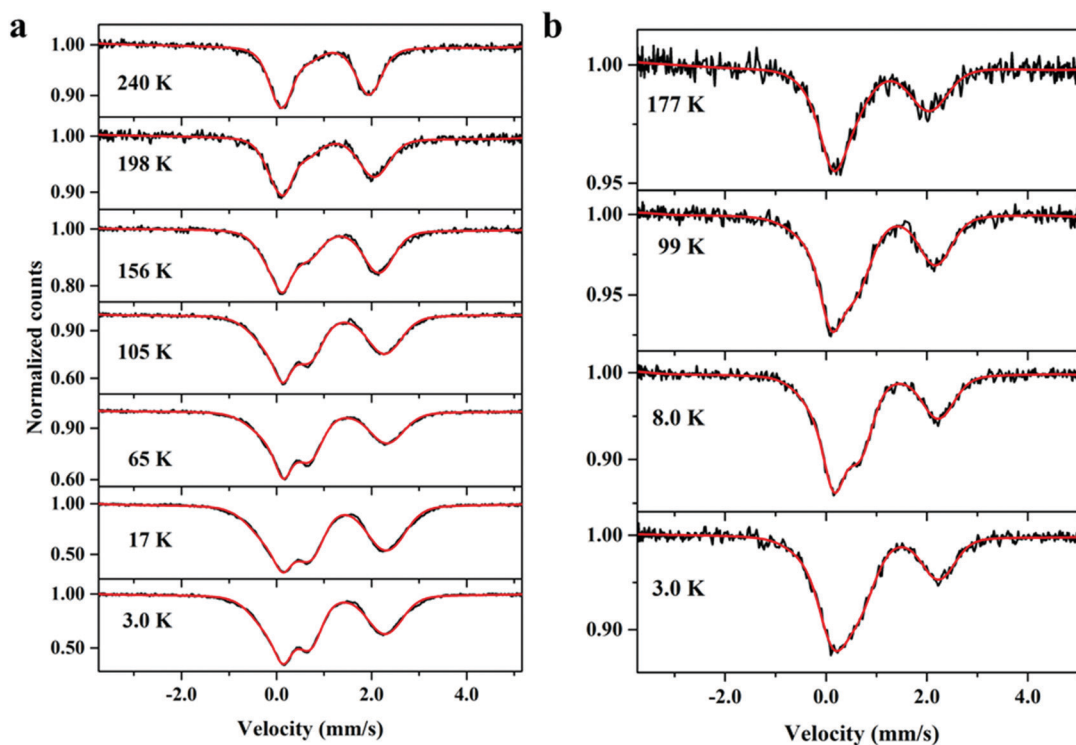 a
Normalized counts
1.00
0.90
240 K
1.00
0.90
198 K
1.00
0.80
156 K
0.90
0.60
105 K
0.90
0.60
65 K
1.00
0.50
17 K
1.00
0.50
3.0 K
-2.0 0.0 2.0 4.0
Velocity (mm/s)
b
1.00
0.95
177 K
1.00
0.95
99 K
1.00
0.90
8.0 K
1.00
0.90
3.0 K
-2.0 0.0 2.0 4.0
Velocity (mm/s)